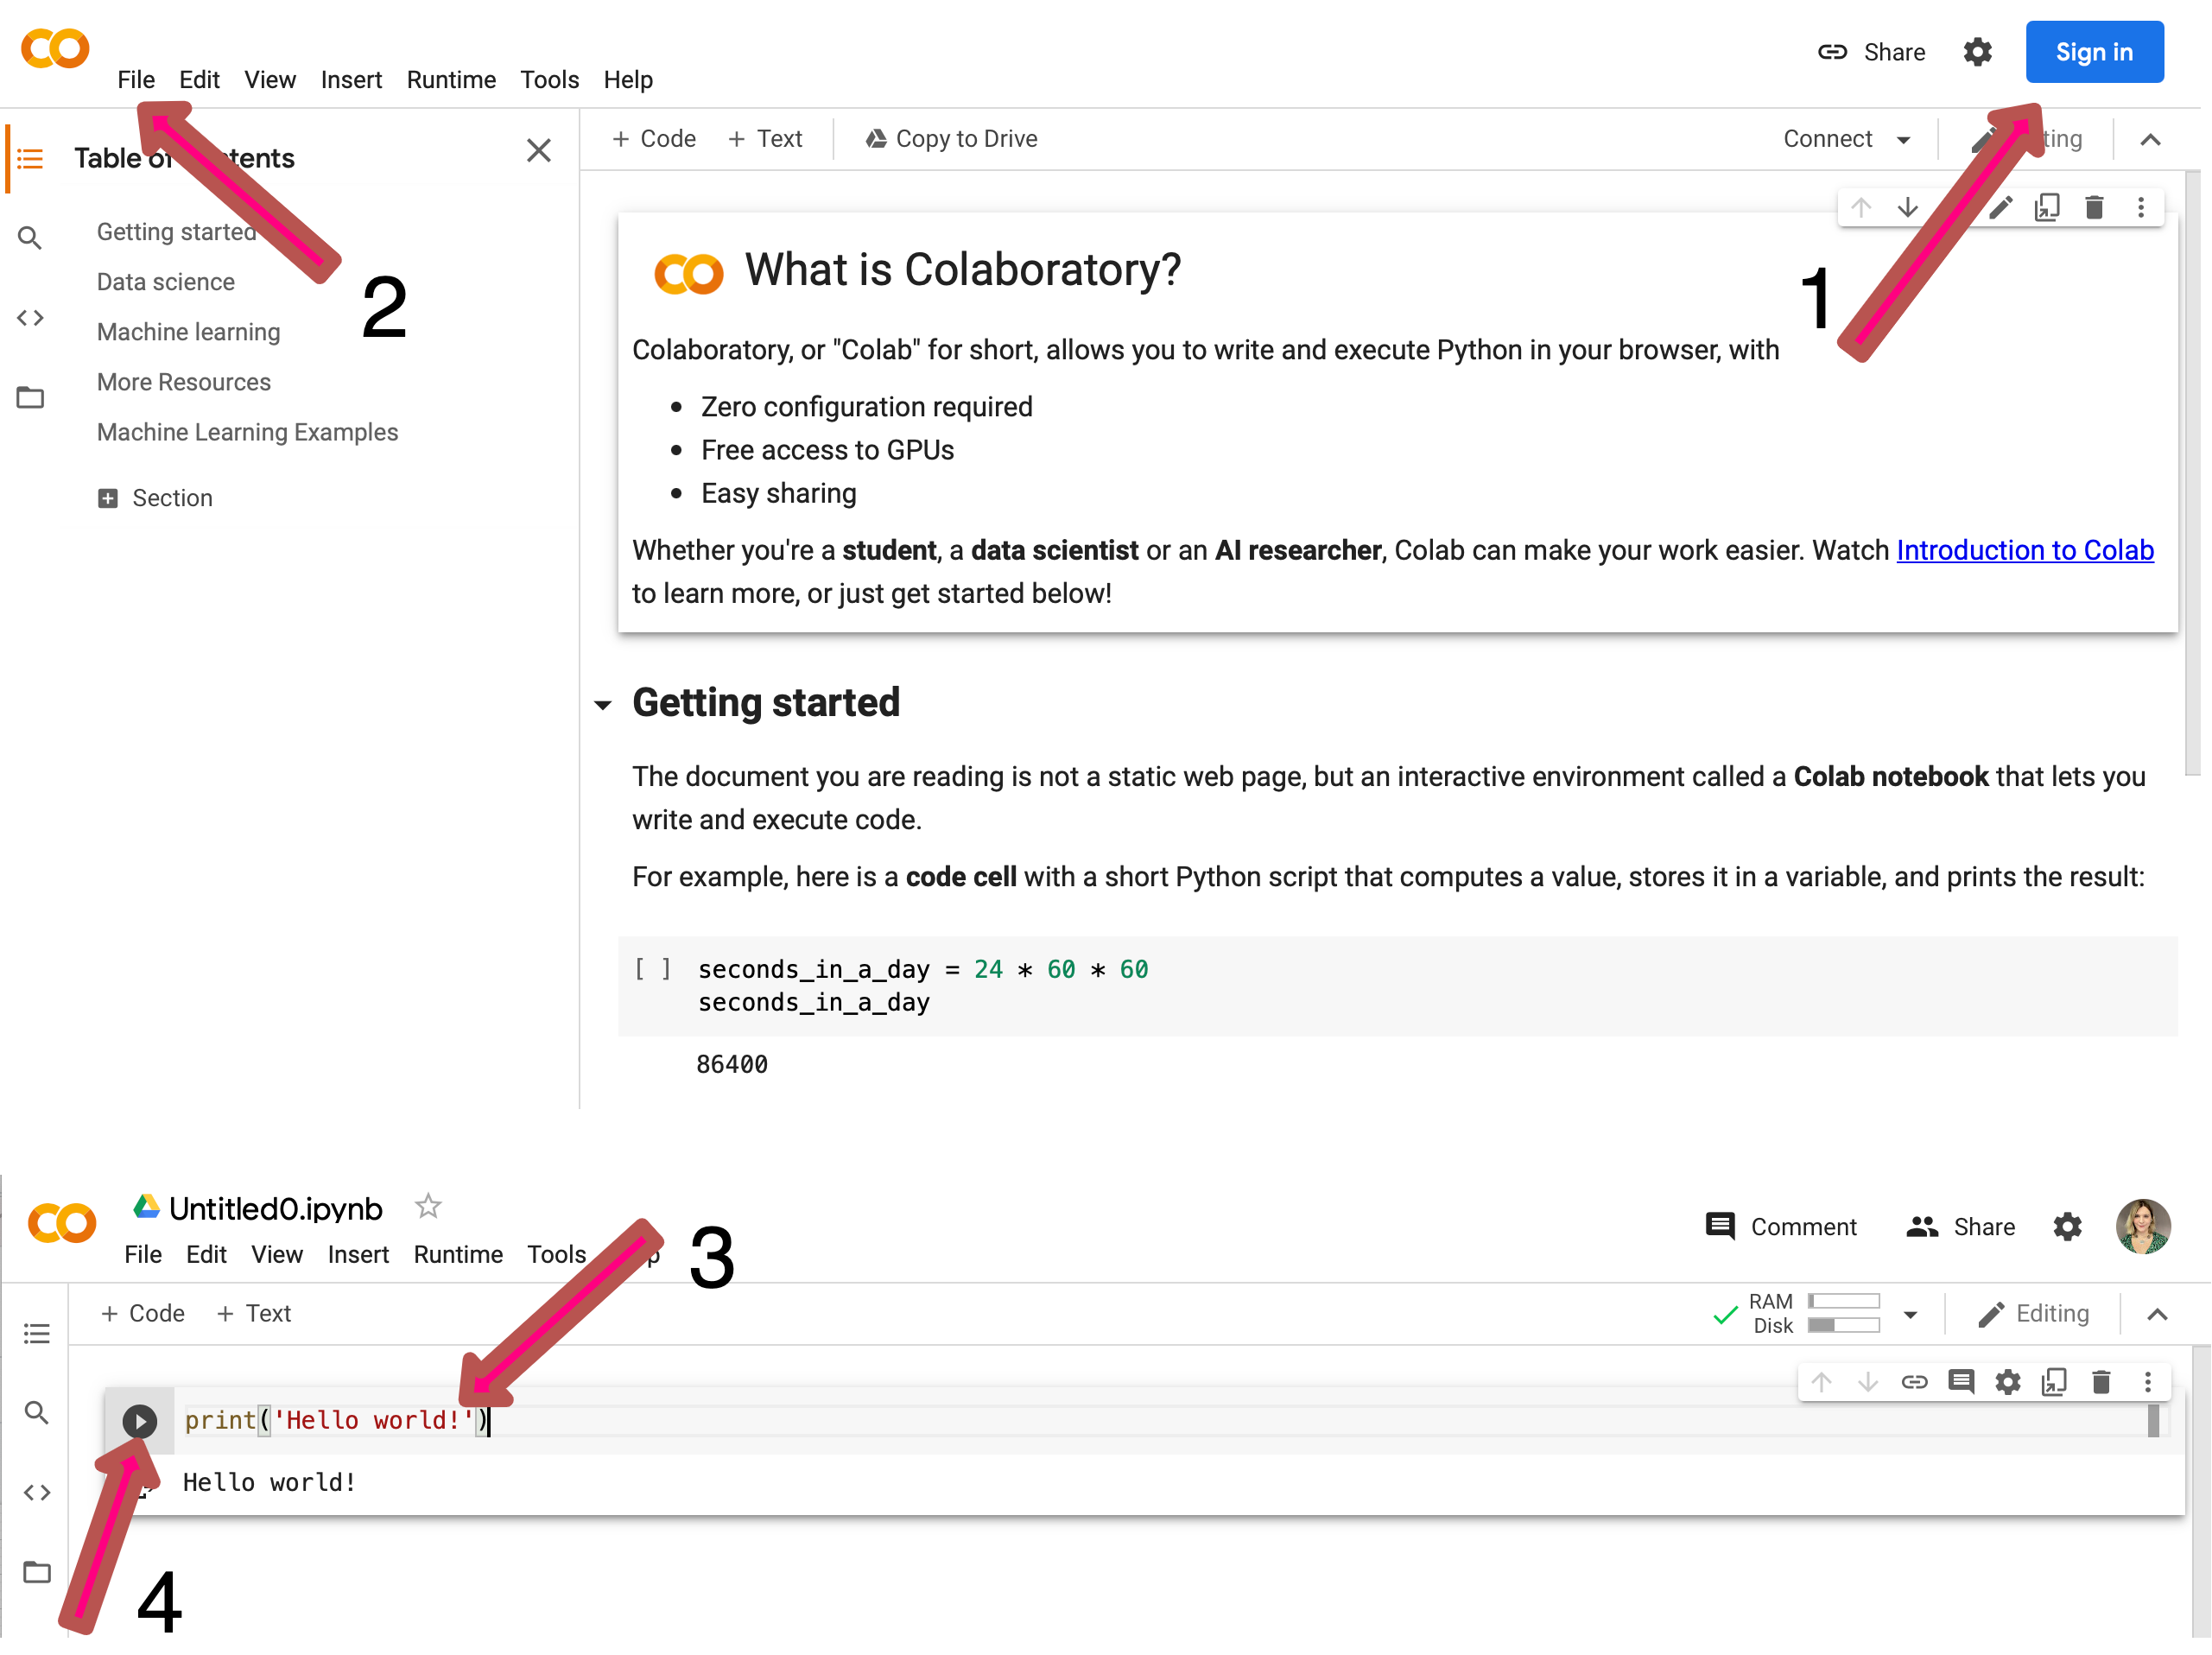 Share
Sign in
File Edit View Insert Runtime Tools Help
Table of
+ Code + Text Copy to Drive
Connect
Getting started
Data science
Machine learning
More Resources
Machine Learning Examples
Section
2
1
What is Colaboratory?
Colaboratory, or "Colab" for short, allows you to write and execute Python in your browser, with
• Zero configuration required
• Free access to GPUs
• Easy sharing
Whether you're a student, a data scientist or an AI researcher, Colab can make your work easier. Watch Introduction to Colab
to learn more, or just get started below!
Getting started
The document you are reading is not a static web page, but an interactive environment called a Colab notebook that lets you
write and execute code.
For example, here is a code cell with a short Python script that computes a value, stores it in a variable, and prints the result:
[ ] seconds_in_a_day = 24 * 60 * 60
seconds_in_a_day
86400
Untitled0.ipynb
File Edit View Insert Runtime Tools
3
Comment Share
+ Code + Text
RAM
Disk
Editing
print('Hello world!')
Hello world!
4